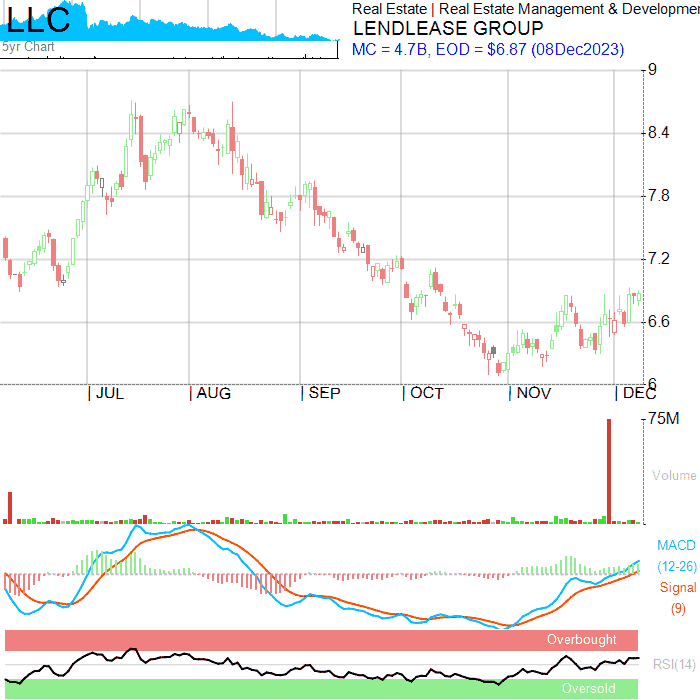 LLC
5yr Chart
Real Estate | Real Estate Management & Developmen
LENDLEASE GROUP
MC = 4.7B, EOD = $6.87 (08Dec2023)
9
8.4
7.8
7.2
6.6
6
| JUL | AUG | SEP | OCT | NOV | DEC
75M
Volume
MACD
(12-26)
Signal
(9)
Overbought
RSI(14)
Oversold